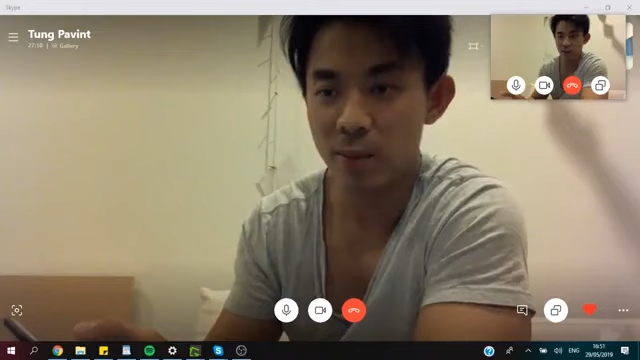 Skype
Tung Pavint
27:18 | Gallery
ENG
16:51
29/05/2019